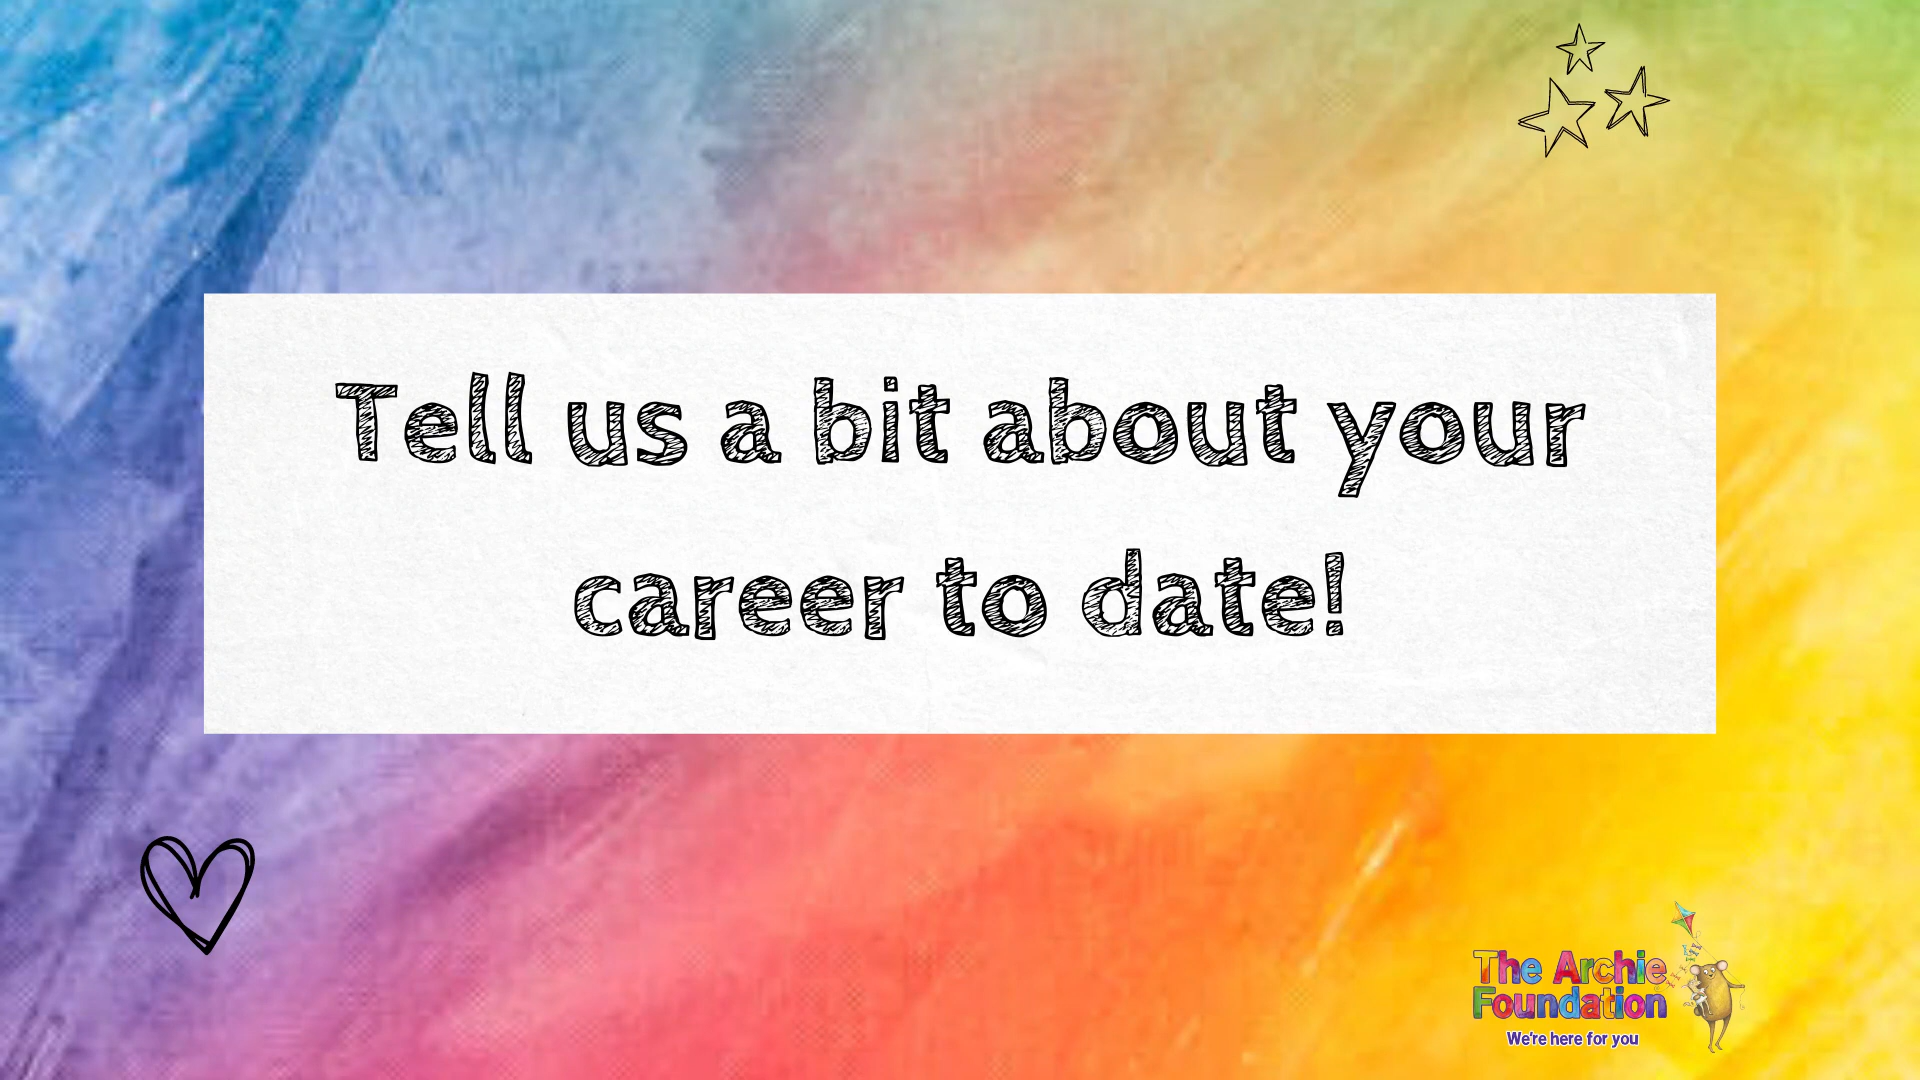 Tell us a bit about your
career to date!
The Archie
Foundation
We're here for you